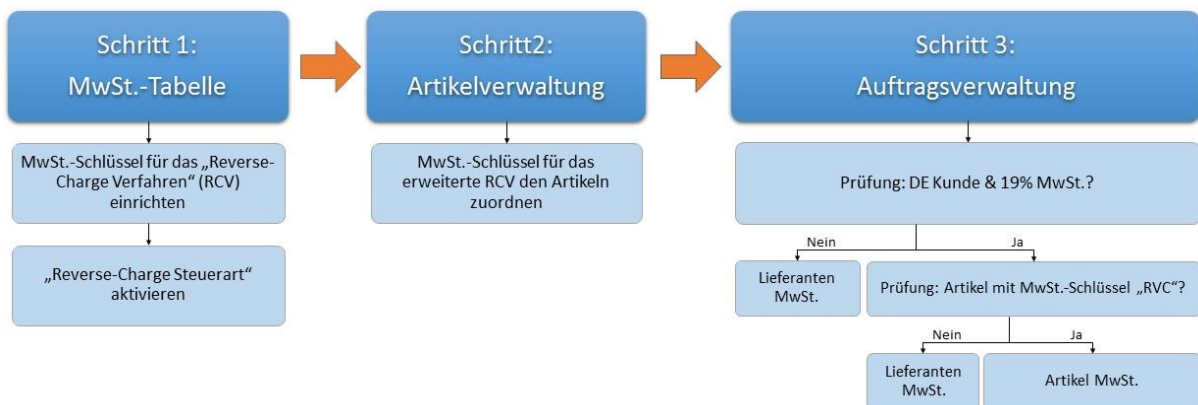 Schritt 1:
MwSt.-Tabelle
MwSt.-Schlüssel für das „Reverse-
Charge Verfahren“ (RCV)
einrichten
„Reverse-Charge Steuerart“
aktivieren
Schritt2:
Artikelverwaltung
MwSt.-Schlüssel für das
erweiterte RCV den Artikeln
zuordnen
Schritt 3:
Auftragsverwaltung
Prüfung: DE Kunde & 19% MwSt.?
Nein
Ja
Lieferanten
MwSt.
Prüfung: Artikel mit MwSt.-Schlüssel „RVC“?
Nein
Ja
Lieferanten
MwSt.
Artikel MwSt.